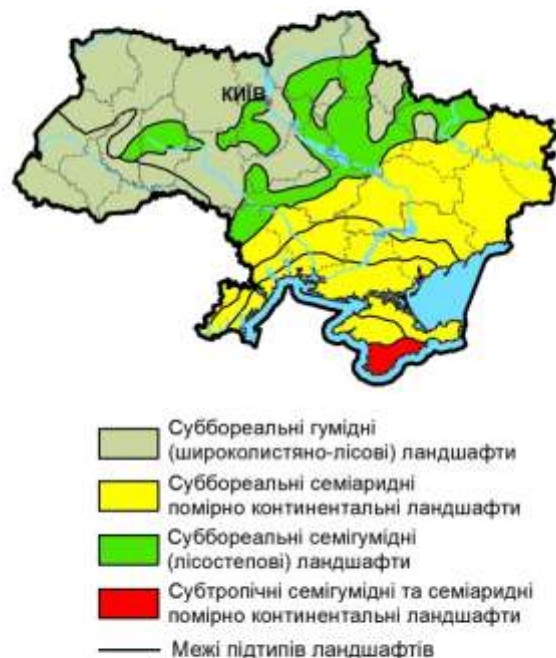 КИЇВ
Суббореальні гумідні
(широколистяно-лісові) ландшафти
Суббореальні семіаридні
помірно континентальні ландшафти
Суббореальні семігумідні
(лісостепові) ландшафти
Субтропічні семігумідні та семіаридні
помірно континентальні ландшафти
Межі підтипів ландшафтів